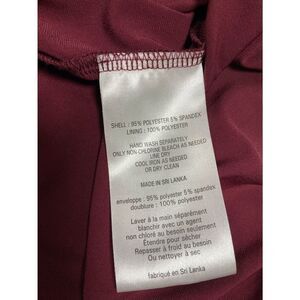 SHELL : 95% POLYESTER 5% SPANDEX
LINING : 100% POLYESTER
HAND WASH SEPARATELY
ONLY NON-CHLORINE BLEACH AS NEEDED
LINE DRY
COOL IRON AS NEEDED
OR DRY CLEAN
MADE IN SRI LANKA
enveloppe : 95% polyester 5% spandex
doublure : 100% polyester
Laver à la main séparément
blanchir avec un agent
non chloré au besoin seulement
Étendre pour sécher
Repasser à froid au besoin
Ou nettoyer à sec
fabriqué en Sri Lanka